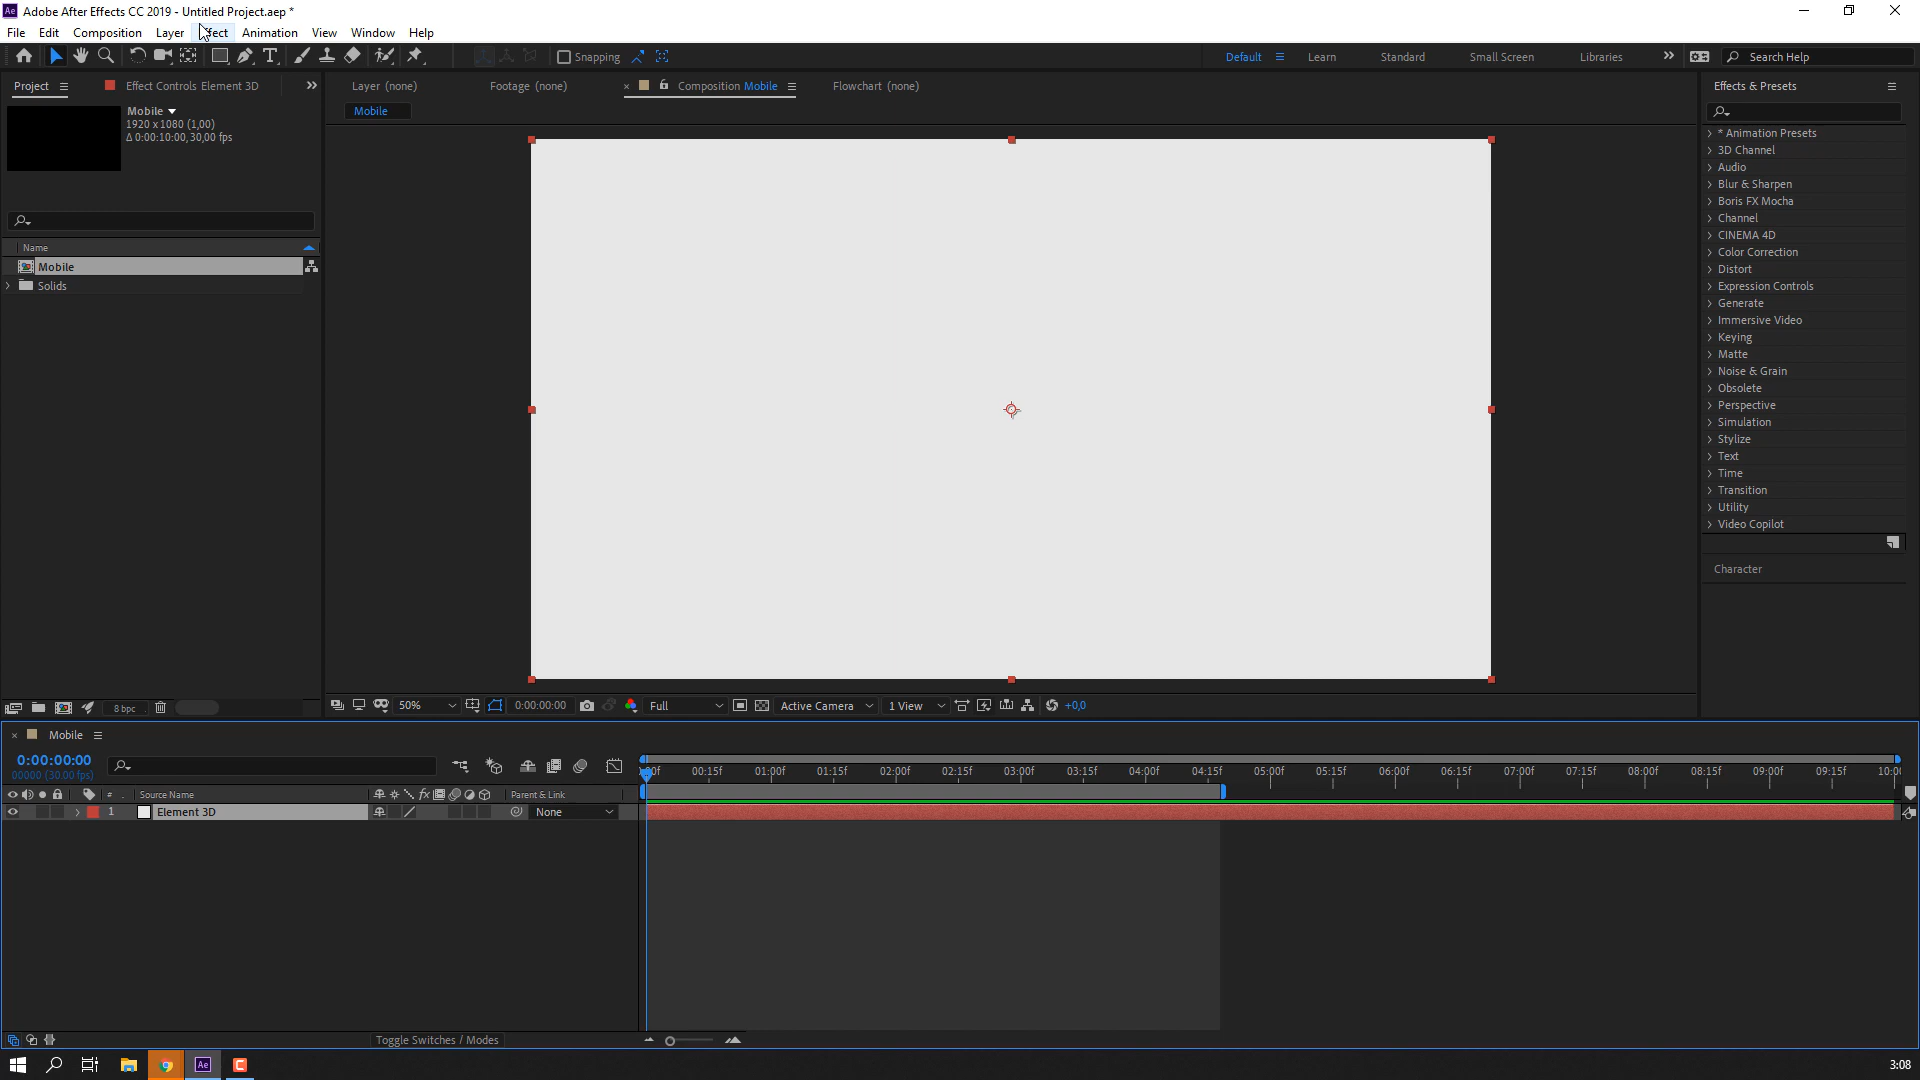 Ae Adobe After Effects CC 2019 - Untitled Project.aep *
File Edit Composition Layer Effect Animation View Window Help
Snapping Default Learn Standard Small Screen Libraries Search Help
Project Effect Controls Element 3D Layer (none) Footage (none) Composition Mobile Flowchart (none) Effects & Presets
Mobile
1920 x 1080 (1,00)
Δ 0:00:10:00, 30,00 fps
Mobile
Name
Mobile
Solids
* Animation Presets
3D Channel
Audio
Blur & Sharpen
Boris FX Mocha
Channel
CINEMA 4D
Color Correction
Distort
Expression Controls
Generate
Immersive Video
Keying
Matte
Noise & Grain
Obsolete
Perspective
Simulation
Stylize
Text
Time
Transition
Utility
Video Copilot
Character
8 bpc 50% 0:00:00:00 Full Active Camera 1 View +0,0
Mobile
0:00:00:00
00000 (30.00 fps)
00:15f 01:00f 01:15f 02:00f 02:15f 03:00f 03:15f 04:00f 04:15f 05:00f 05:15f 06:00f 06:15f 07:00f 07:15f 08:00f 08:15f 09:00f 09:15f
# Source Name fx Parent & Link
1 Element 3D None
Toggle Switches / Modes
Ae C 3:08